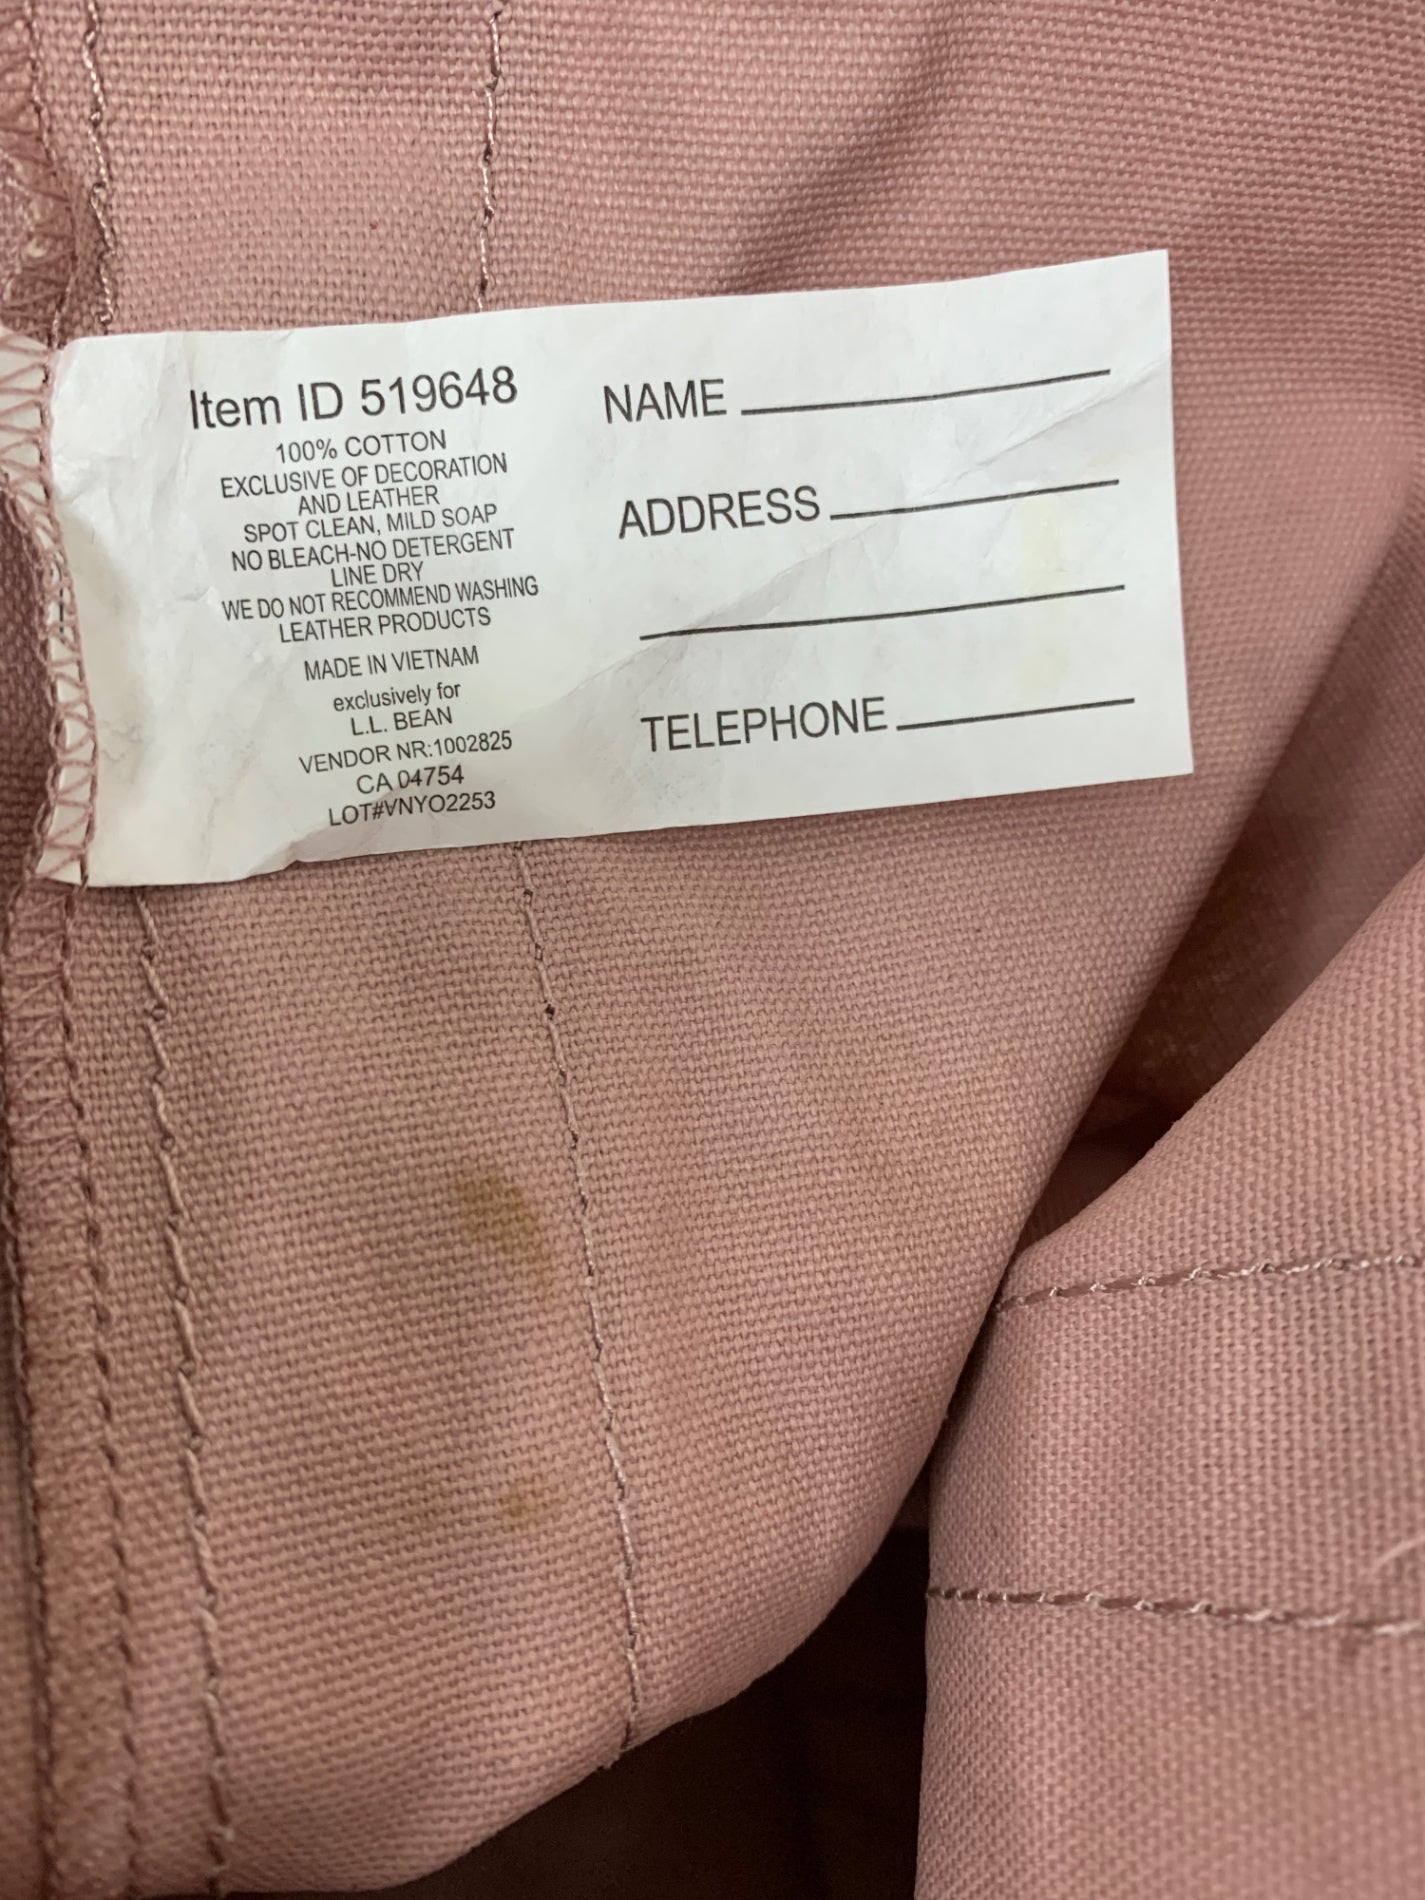 Item ID 519648
100% COTTON
EXCLUSIVE OF DECORATION
AND LEATHER
SPOT CLEAN, MILD SOAP
NO BLEACH-NO DETERGENT
LINE DRY
WE DO NOT RECOMMEND WASHING
LEATHER PRODUCTS
MADE IN VIETNAM
exclusively for
L.L. BEAN
VENDOR NR:1002825
CA 04754
LOT#VNYO2253
NAME
ADDRESS
TELEPHONE